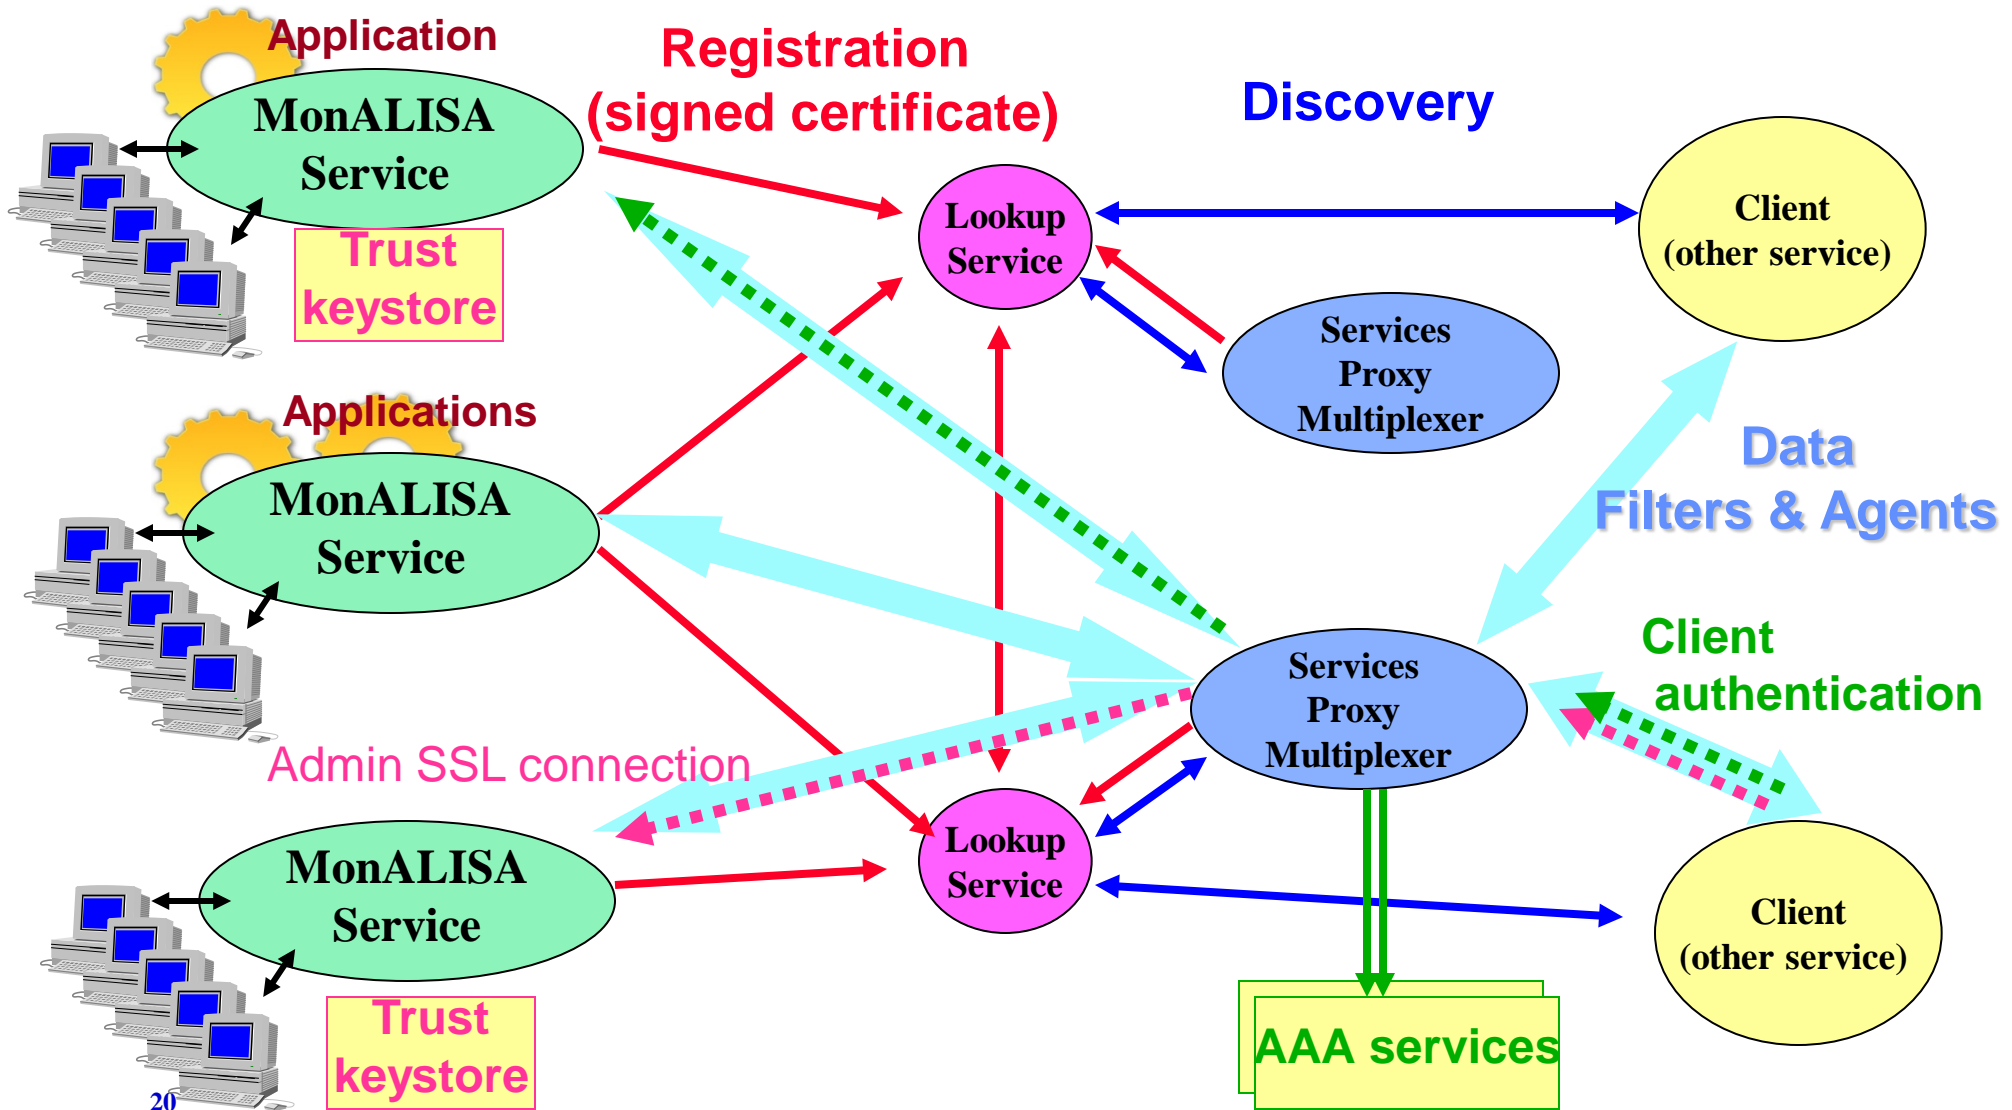 Application
MonALISA
Service
Trust
keystore
Registration
(signed certificate)
Discovery
Lookup
Service
Client
(other service)
Services
Proxy
Multiplexer
Applications
MonALISA
Service
Data
Filters & Agents
Client
authentication
Services
Proxy
Multiplexer
Admin SSL connection
MonALISA
Service
Trust
keystore
Lookup
Service
Client
(other service)
AAA services
20